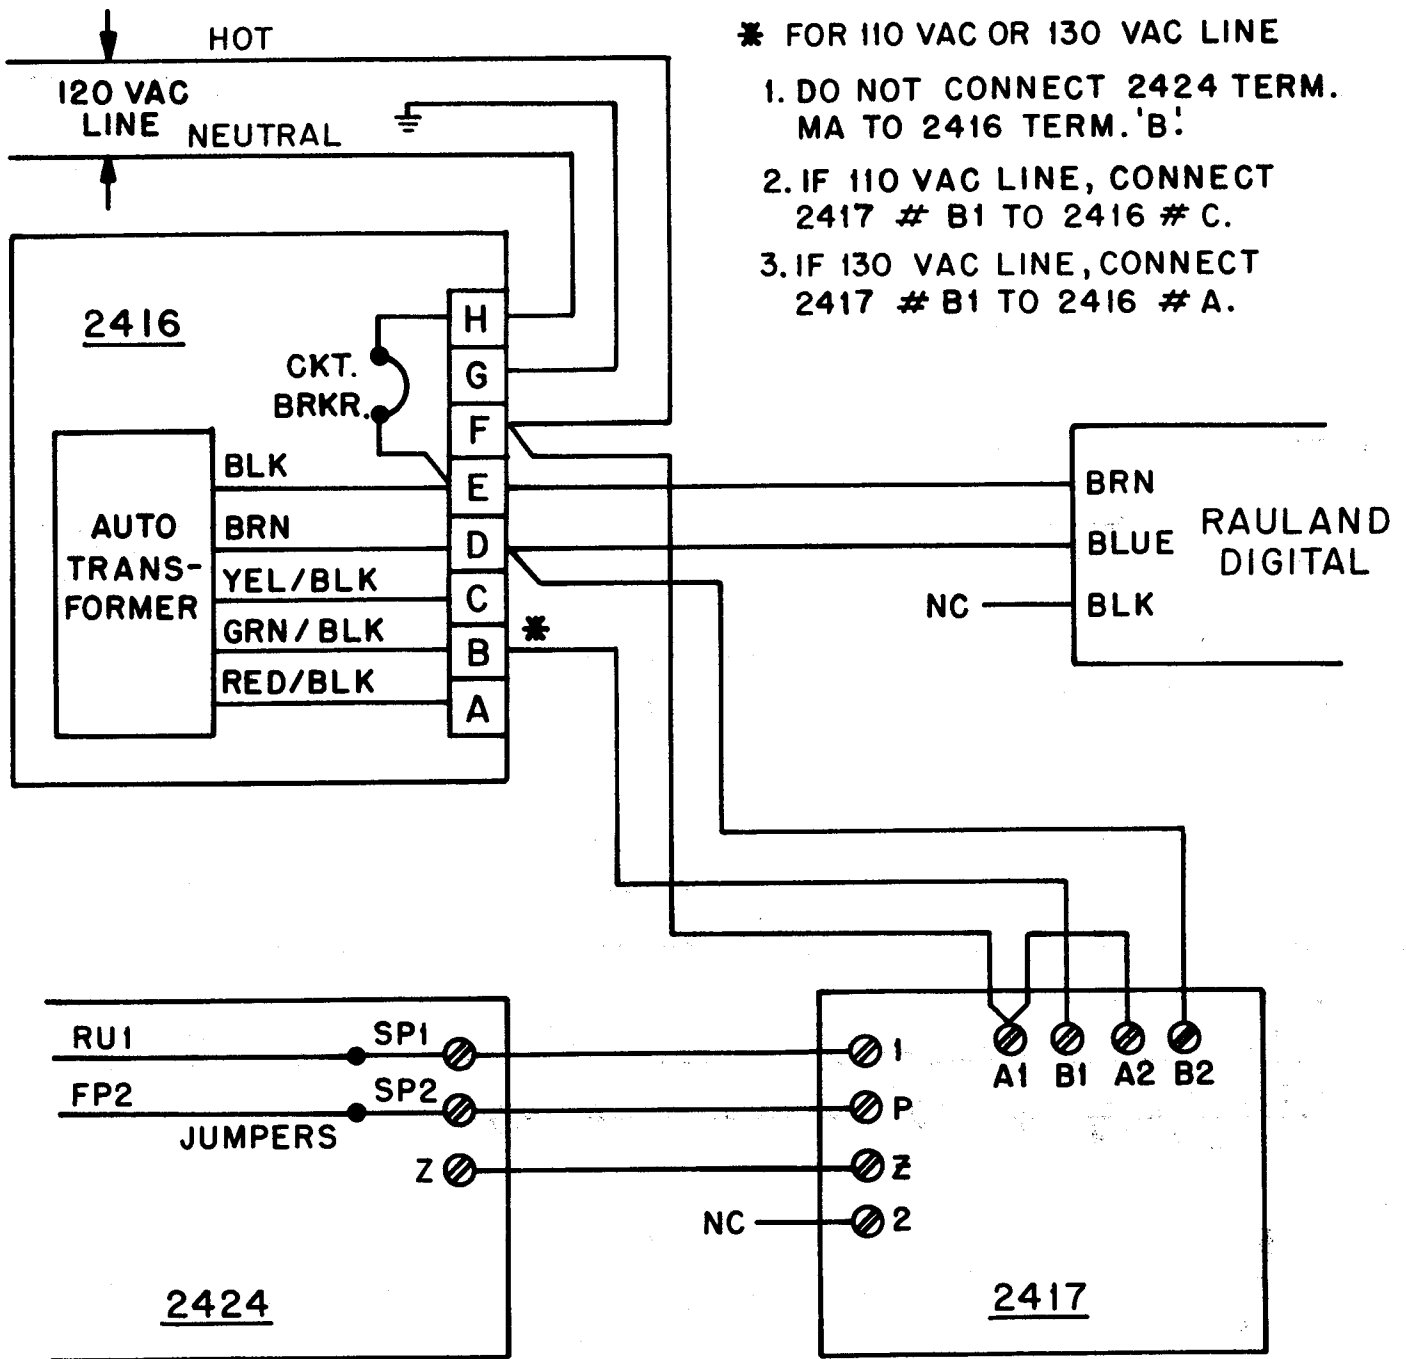 HOT
120 VAC
LINE
NEUTRAL
* FOR 110 VAC OR 130 VAC LINE
1. DO NOT CONNECT 2424 TERM.
MA TO 2416 TERM. 'B'.
2. IF 110 VAC LINE, CONNECT
2417 # B1 TO 2416 # C.
3. IF 130 VAC LINE, CONNECT
2417 # B1 TO 2416 # A.
2416
CKT.
BRKR.
H
G
F
E
D
C
B
A
AUTO
TRANS-
FORMER
BLK
BRN
YEL/BLK
GRN/BLK
RED/BLK
*
BRN
BLUE
BLK
NC
RAULAND
DIGITAL
RU1
SP1
FP2
SP2
JUMPERS
Z
2424
1
P
Z
2
NC
A1 B1 A2 B2
2417